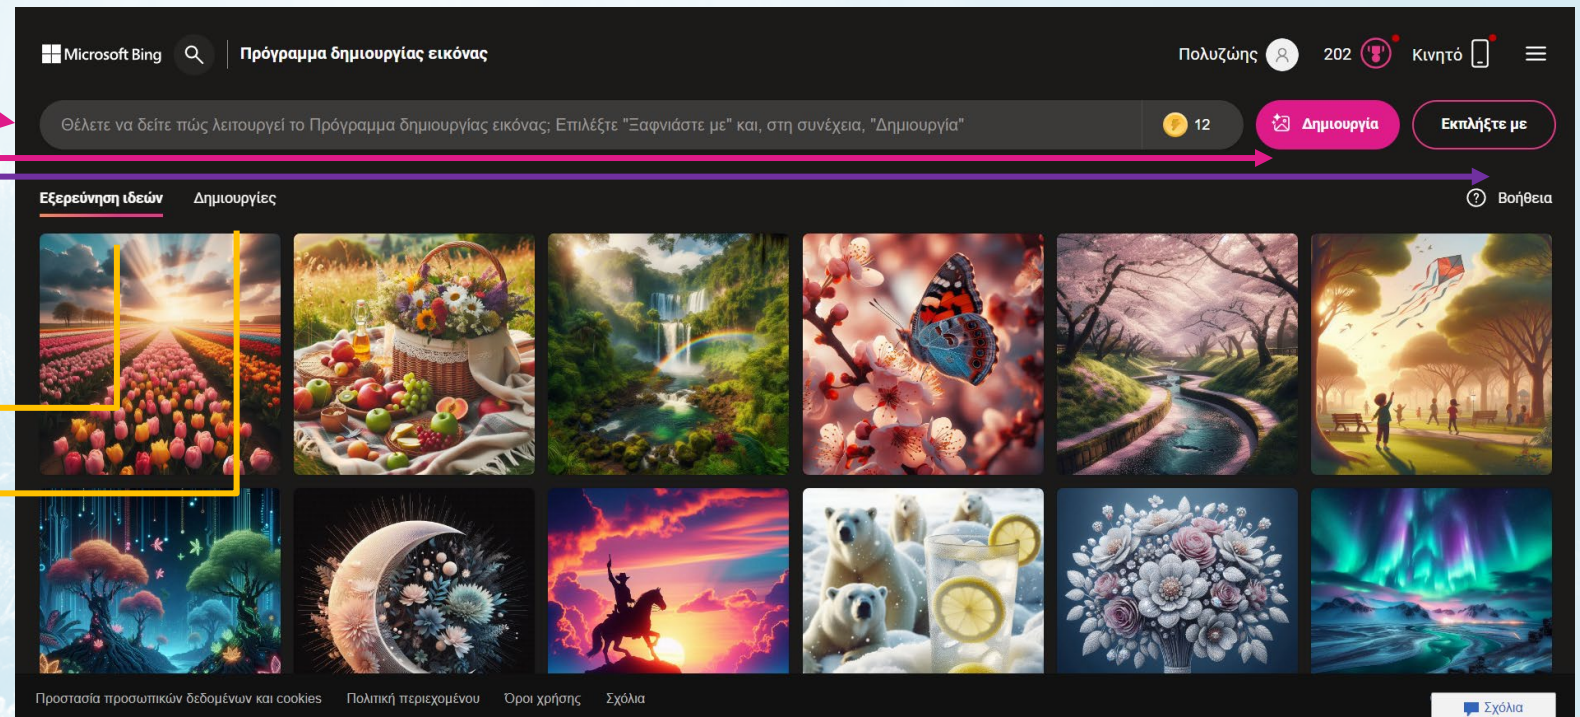 Microsoft Bing
Πρόγραμμα δημιουργίας εικόνας
Πολυζώης
202
Κινητό
Θέλετε να δείτε πώς λειτουργεί το Πρόγραμμα δημιουργίας εικόνας; Επιλέξτε "Ξαφνιάστε με" και, στη συνέχεια, "Δημιουργία"
12
Δημιουργία
Εκπλήξτε με
Εξερεύνηση ιδεών
Δημιουργίες
Βοήθεια
Προστασία προσωπικών δεδομένων και cookies
Πολιτική περιεχομένου
Όροι χρήσης
Σχόλια
Σχόλια